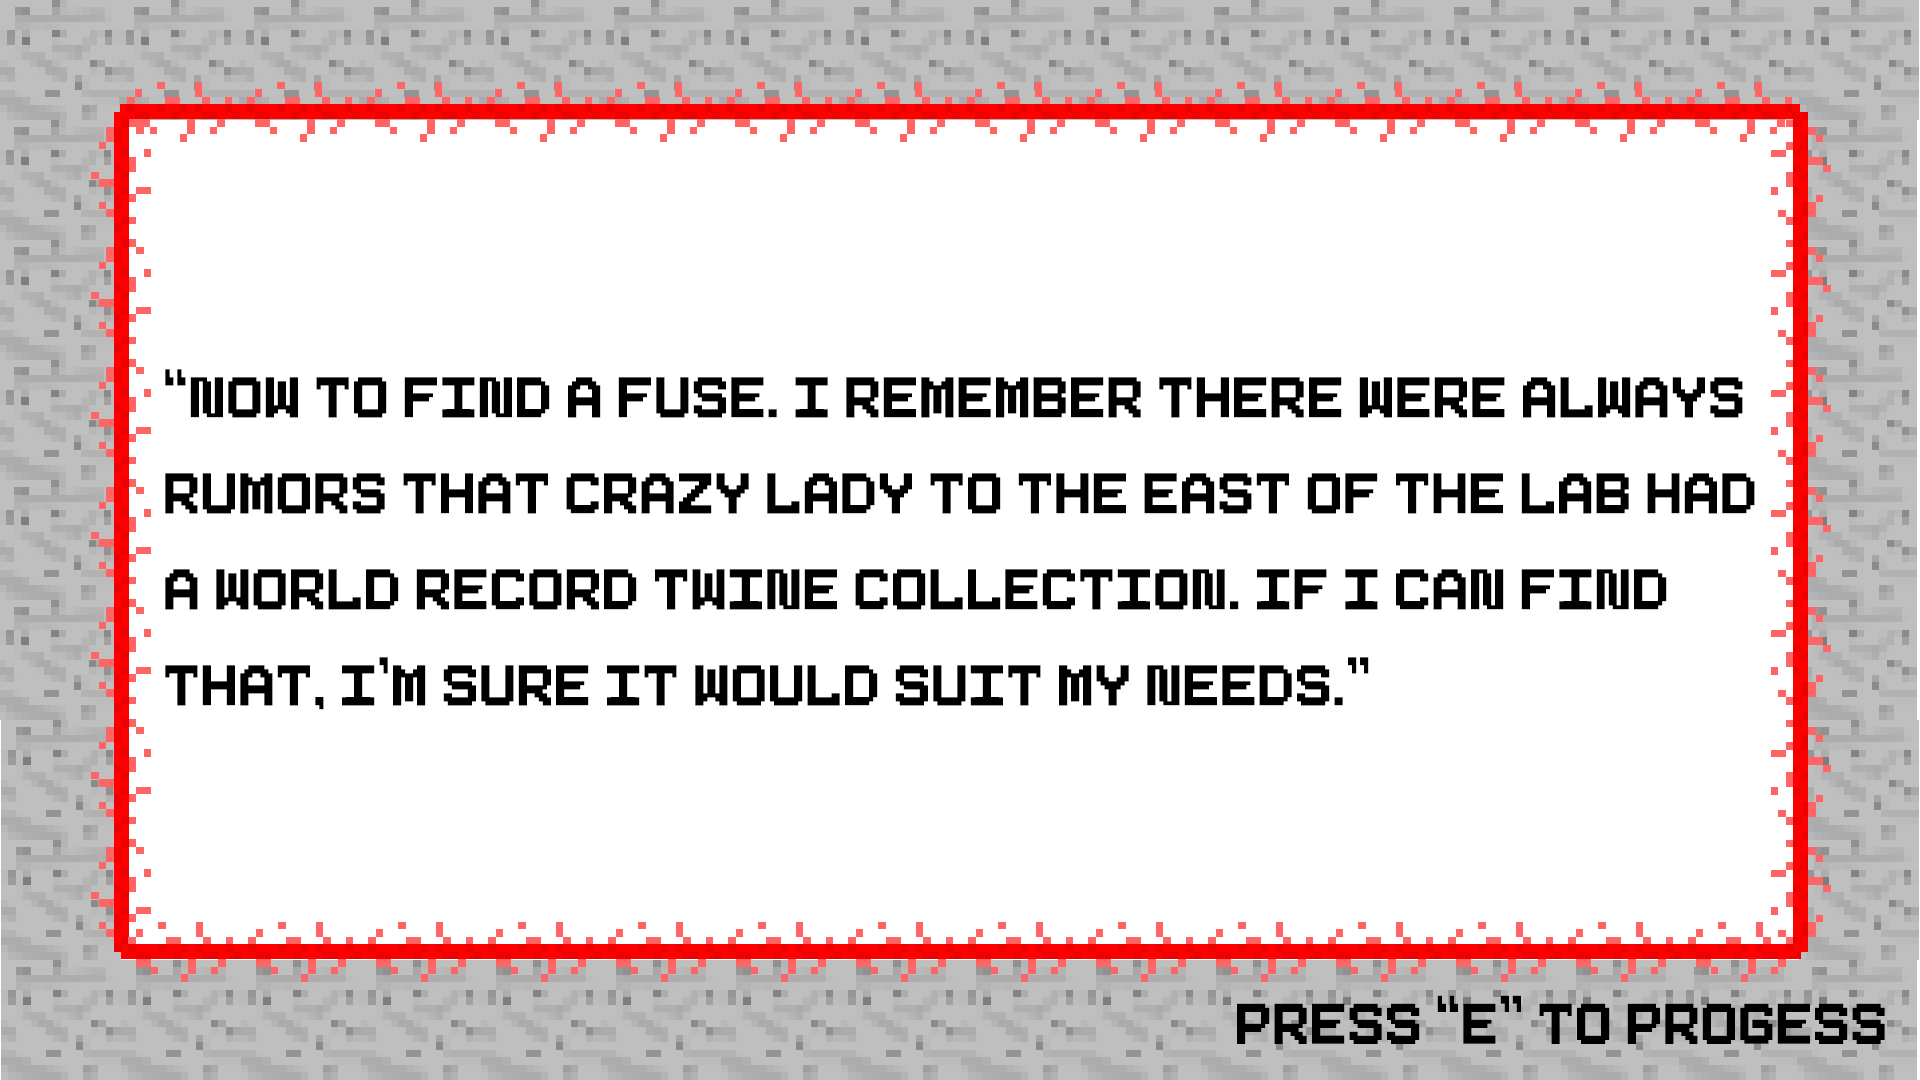 “NOW TO FIND A FUSE. I REMEMBER THERE WERE ALWAYS
RUMORS THAT CRAZY LADY TO THE EAST OF THE LAB HAD
A WORLD RECORD TWINE COLLECTION. IF I CAN FIND
THAT, I'M SURE IT WOULD SUIT MY NEEDS.”
PRESS “E” TO PROGESS